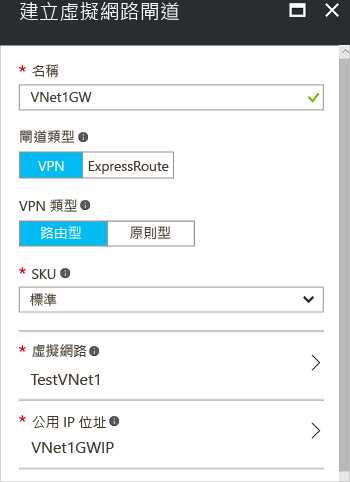 建立虛擬網路閘道
* 名稱
VNet1GW
閘道類型
VPN ExpressRoute
VPN 類型
路由型 原則型
* SKU
標準
* 虛擬網路
TestVNet1
* 公用 IP 位址
VNet1GWIP